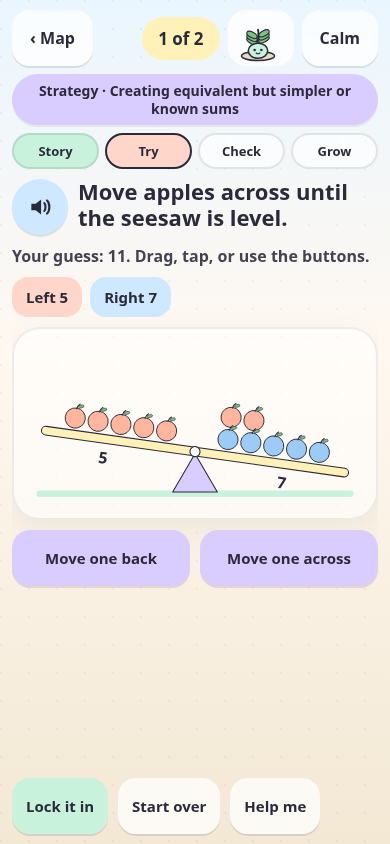 ‹ Map
1 of 2
Calm
Strategy · Creating equivalent but simpler or
known sums
Story
Try
Check
Grow
Move apples across until
the seesaw is level.
Your guess: 11. Drag, tap, or use the buttons.
Left 5
Right 7
5
7
Move one back
Move one across
Lock it in
Start over
Help me